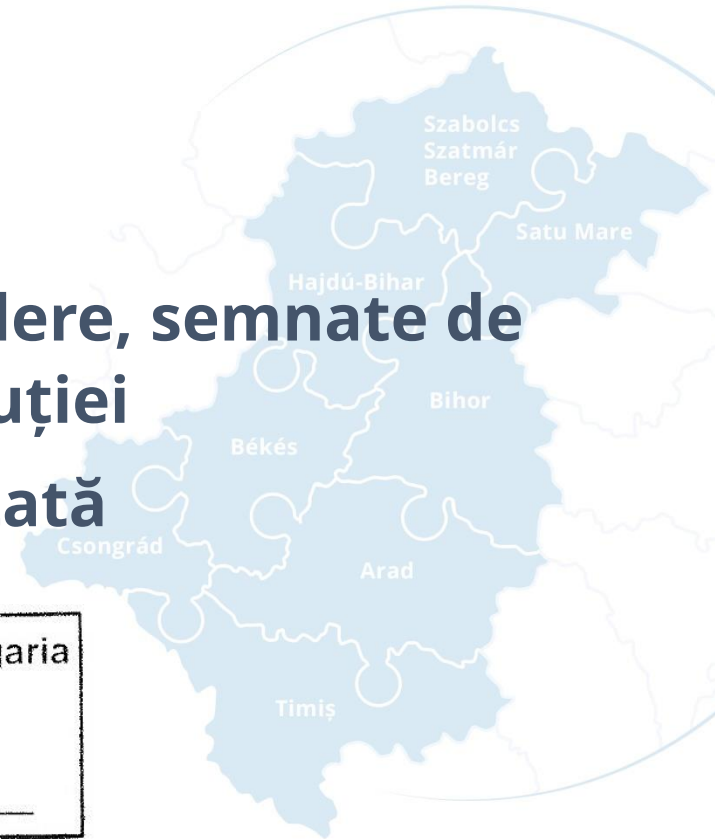 Szabolcs
Szatmár
Bereg
Satu Mare
Hajdú-Bihar
dere, semnate de
uției
Bihor
Békés
ată
Csongrád
Arad
garia
Timiș